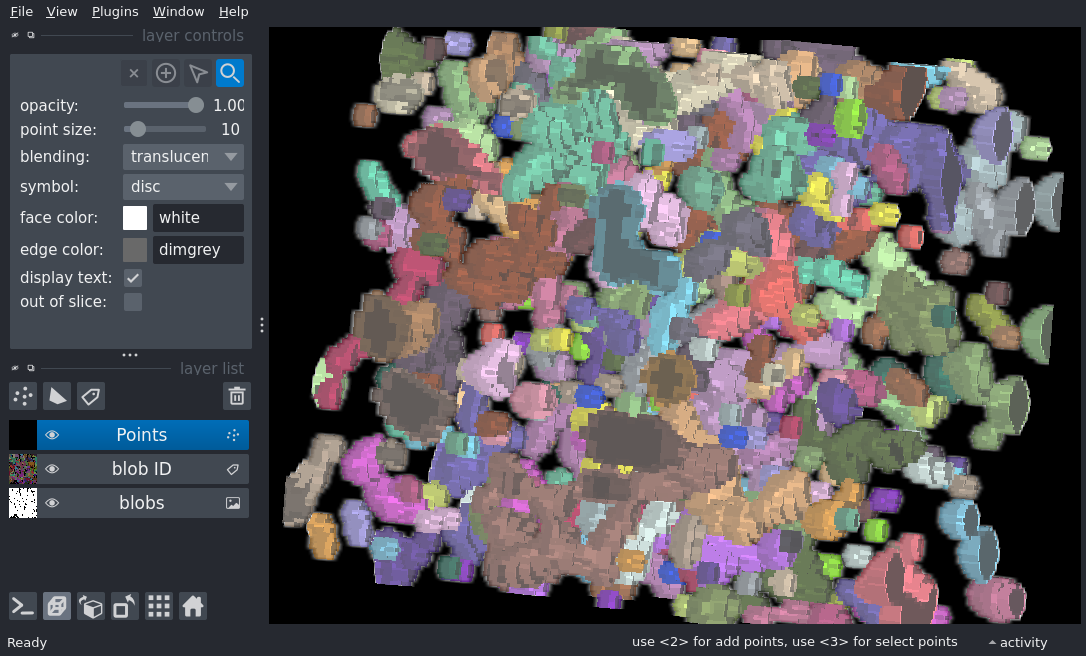 File View Plugins Window Help
layer controls
opacity: 1.00
point size: 10
blending: translucen
symbol: disc
face color: white
edge color: dimgrey
display text:
out of slice:
layer list
Points
blob ID
blobs
Ready
use <2> for add points, use <3> for select points
activity